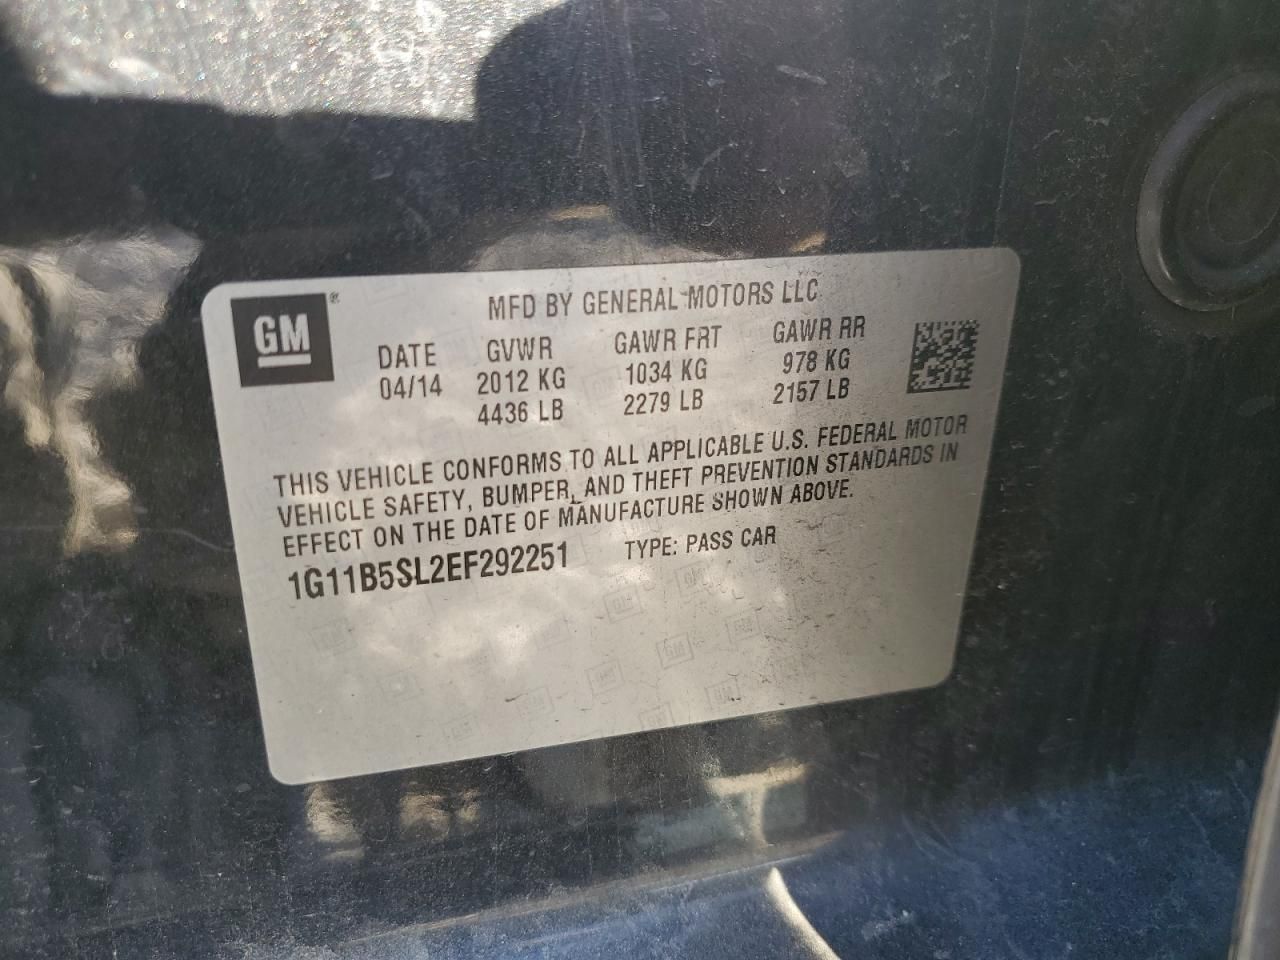 GM®
MFD BY GENERAL MOTORS LLC
DATE GVWR GAWR FRT GAWR RR
04/14 2012 KG 1034 KG 978 KG
4436 LB 2279 LB 2157 LB
THIS VEHICLE CONFORMS TO ALL APPLICABLE U.S. FEDERAL MOTOR
VEHICLE SAFETY, BUMPER, AND THEFT PREVENTION STANDARDS IN
EFFECT ON THE DATE OF MANUFACTURE SHOWN ABOVE.
1G11B5SL2EF292251 TYPE: PASS CAR